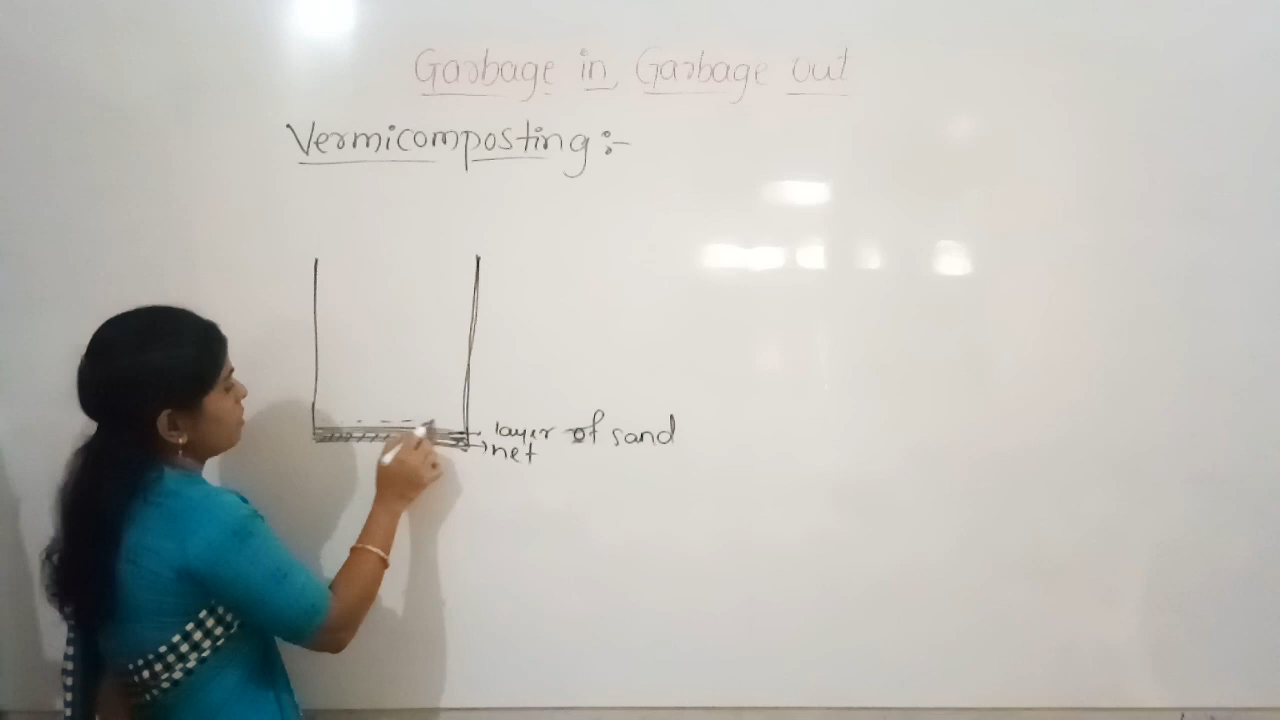 Garbage in, Garbage out
Vermicomposting :-
layer of sand
net